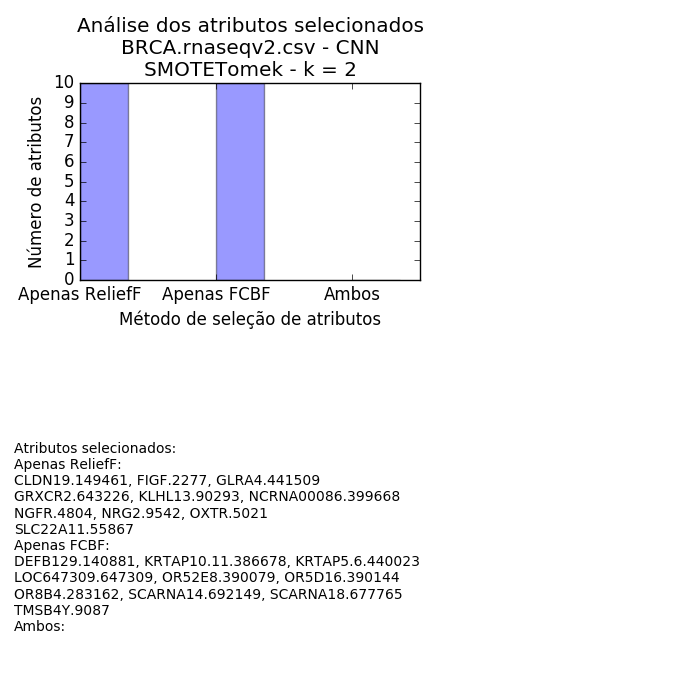 Análise dos atributos selecionados
BRCA.rnaseqv2.csv - CNN
SMOTETomek - k = 2
10
9
8
7
6
5
4
3
2
1
0
Número de atributos
Apenas ReliefF
Apenas FCBF
Ambos
Método de seleção de atributos
Atributos selecionados:
Apenas ReliefF:
CLDN19.149461, FIGF.2277, GLRA4.441509
GRXCR2.643226, KLHL13.90293, NCRNA00086.399668
NGFR.4804, NRG2.9542, OXTR.5021
SLC22A11.55867
Apenas FCBF:
DEFB129.140881, KRTAP10.11.386678, KRTAP5.6.440023
LOC647309.647309, OR52E8.390079, OR5D16.390144
OR8B4.283162, SCARNA14.692149, SCARNA18.677765
TMSB4Y.9087
Ambos: